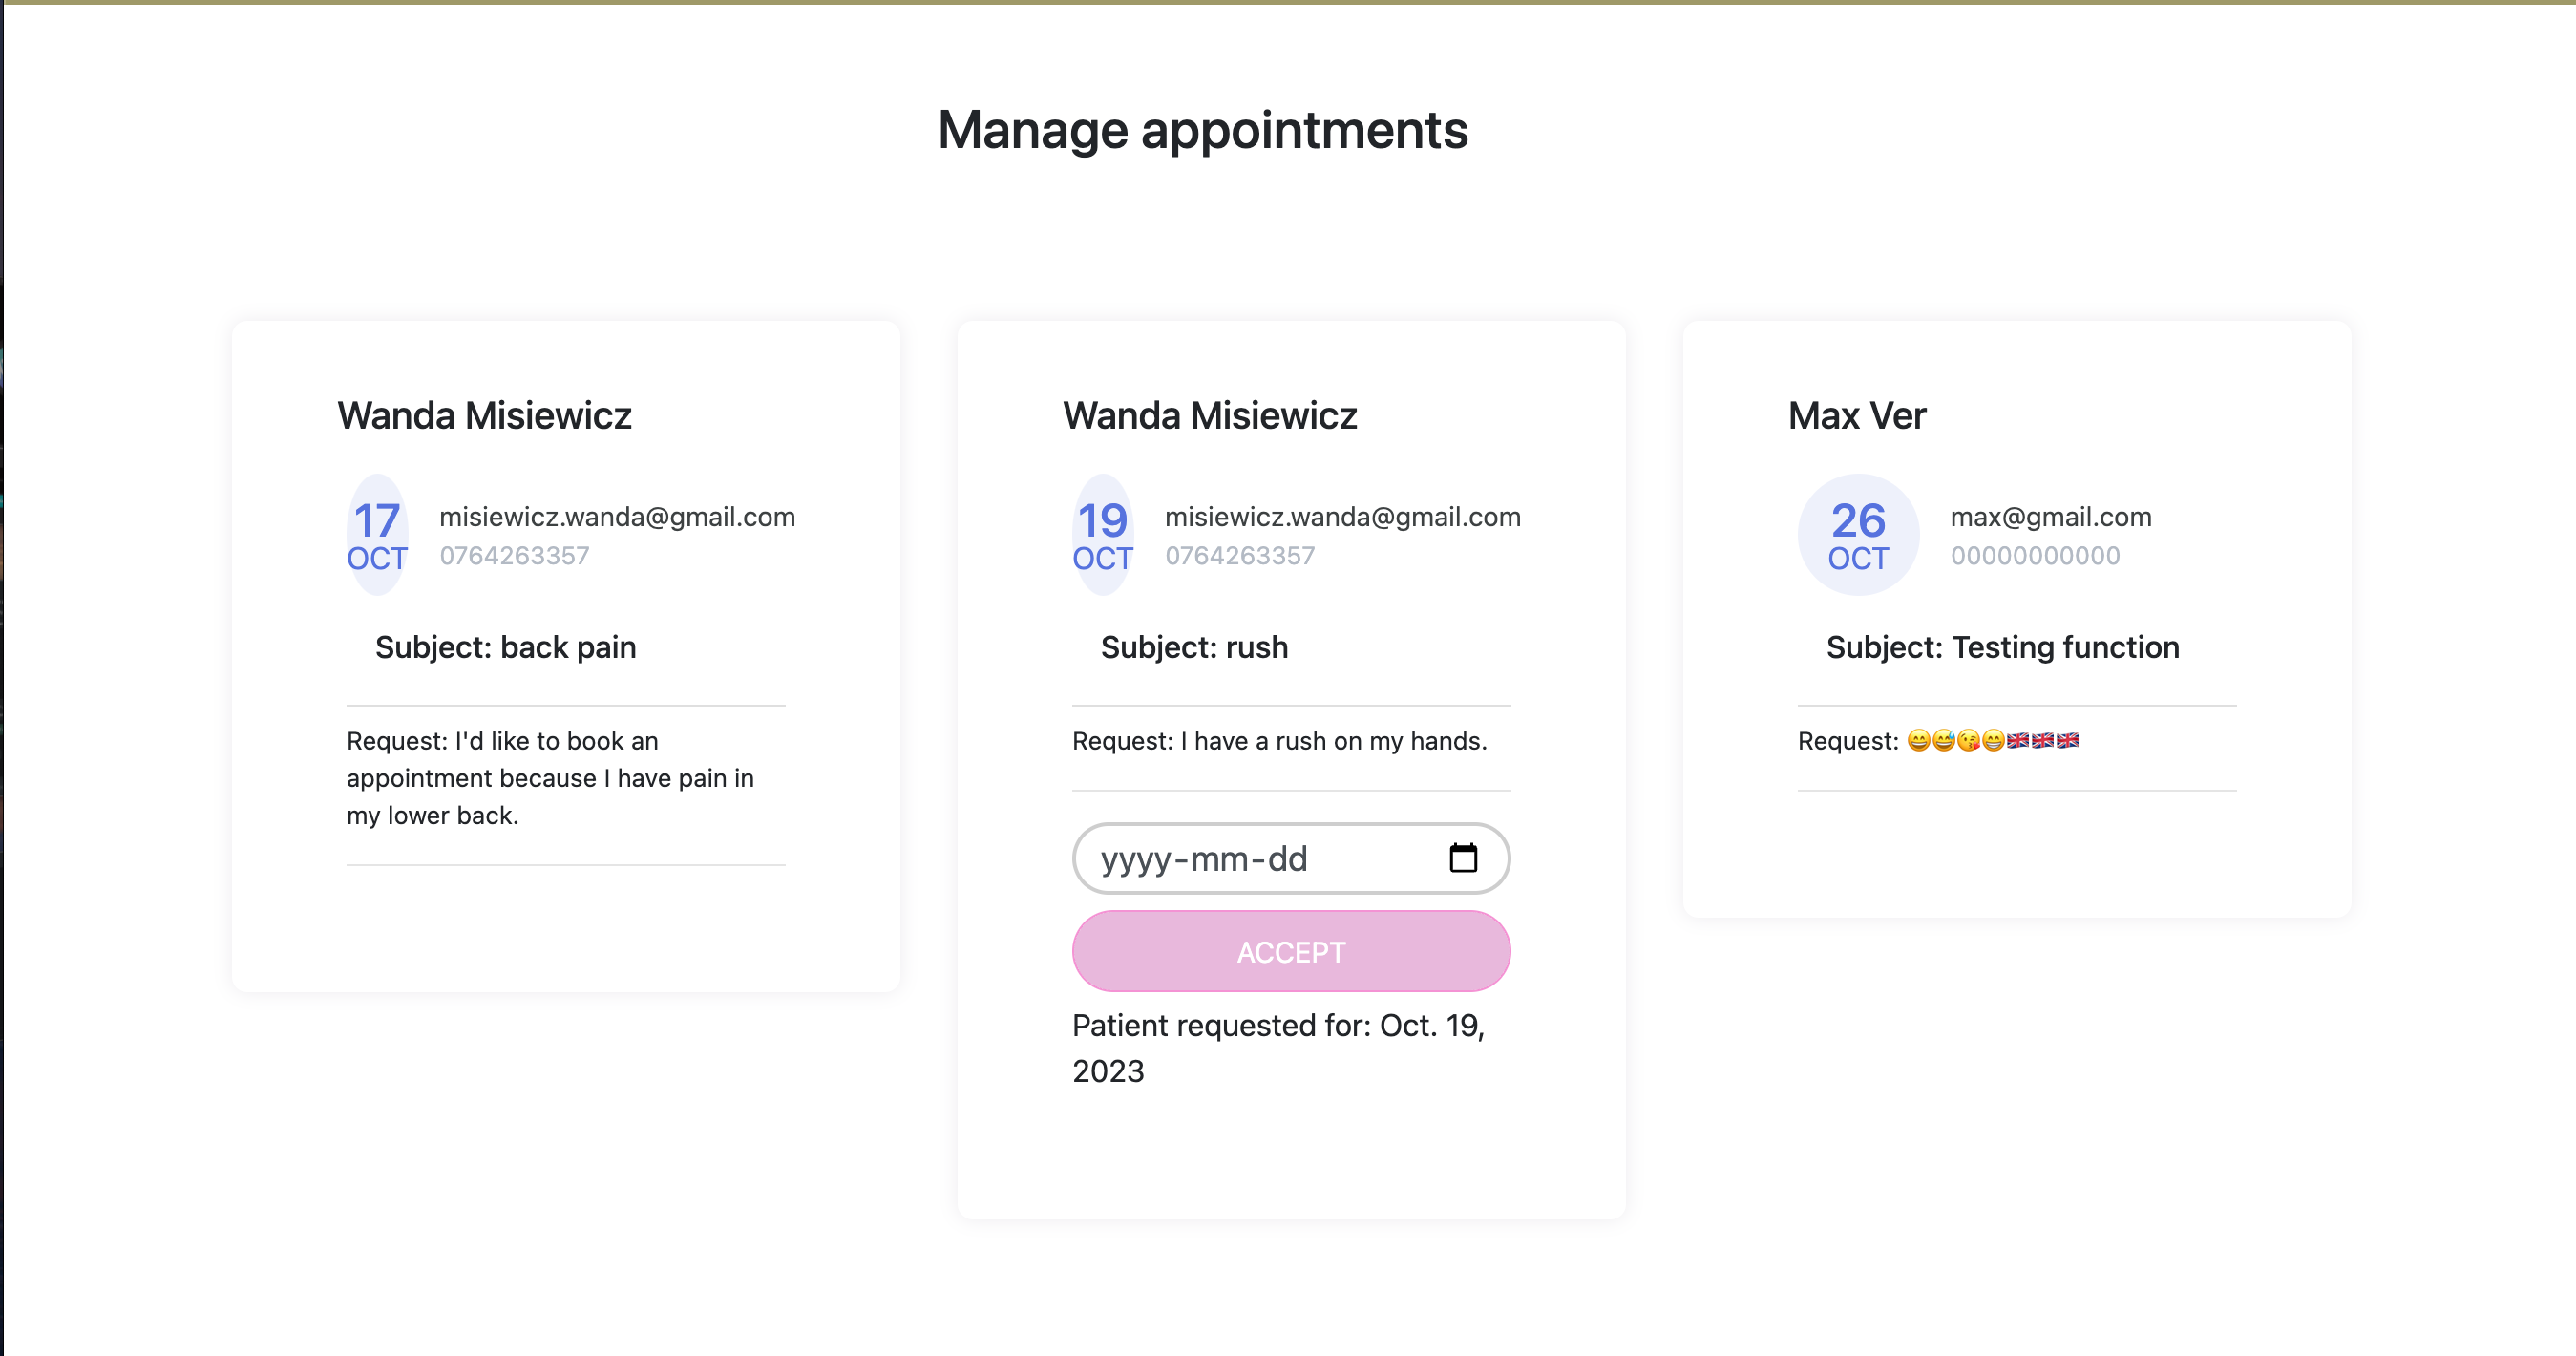 Manage appointments
Wanda Misiewicz
17
OCT
misiewicz.wanda@gmail.com
0764263357
Subject: back pain
Request: I'd like to book an
appointment because I have pain in
my lower back.
Wanda Misiewicz
19
OCT
misiewicz.wanda@gmail.com
0764263357
Subject: rush
Request: I have a rush on my hands.
yyyy-mm-dd
ACCEPT
Patient requested for: Oct. 19,
2023
Max Ver
26
OCT
max@gmail.com
00000000000
Subject: Testing function
Request: 😄😅😘😁🇬🇧🇬🇧🇬🇧